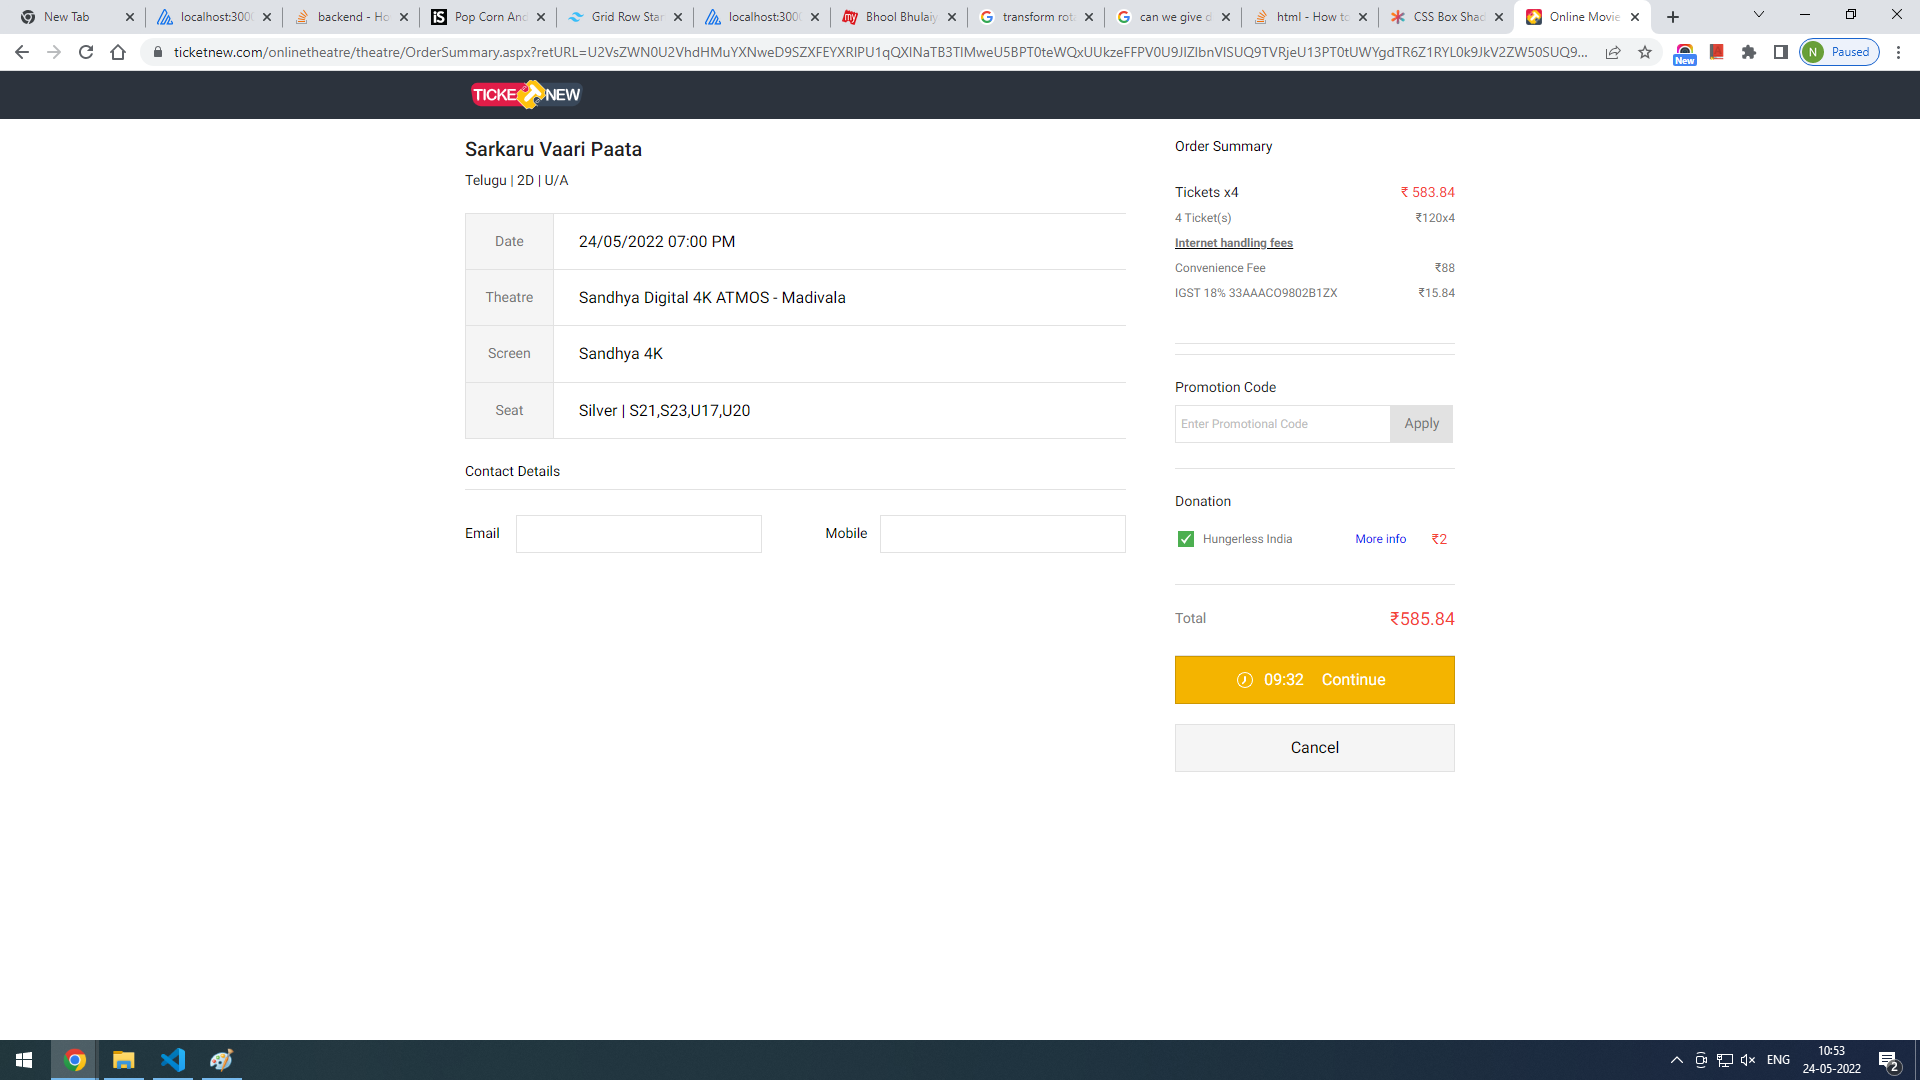 New Tab
localhost:3000
backend - Ho
Pop Corn And
Grid Row Star
localhost:3000
Bhool Bhulaiy
transform rota
can we give d
html - How to
CSS Box Shad
Online Movie
ticketnew.com/onlinetheatre/theatre/OrderSummary.aspx?retURL=
New
N Paused
TICKE T NEW
Sarkaru Vaari Paata
Telugu | 2D | U/A
Date 24/05/2022 07:00 PM
Theatre Sandhya Digital 4K ATMOS - Madivala
Screen Sandhya 4K
Seat Silver | S21,S23,U17,U20
Contact Details
Email
Mobile
Order Summary
Tickets x4 ₹ 583.84
4 Ticket(s) ₹120x4
Internet handling fees
Convenience Fee ₹88
IGST 18% 33AAACO9802B1ZX ₹15.84
Promotion Code
Enter Promotional Code Apply
Donation
Hungerless India More info ₹2
Total ₹585.84
09:32 Continue
Cancel
ENG
10:53
24-05-2022
2